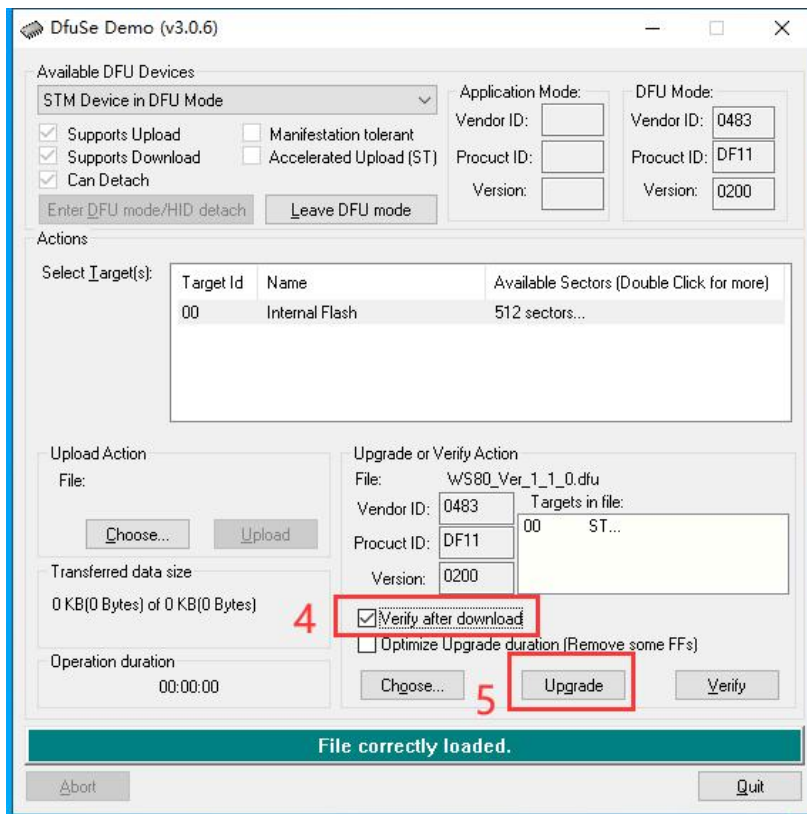 DfuSe Demo (v3.0.6)
Available DFU Devices
STM Device in DFU Mode
Supports Upload
Manifestation tolerant
Supports Download
Accelerated Upload (ST)
Can Detach
Enter DFU mode/HID detach
Leave DFU mode
Application Mode:
Vendor ID:
Procuct ID:
Version:
DFU Mode:
Vendor ID: 0483
Procuct ID: DF11
Version: 0200
Actions
Select Target(s):
Target Id Name Available Sectors (Double Click for more)
00 Internal Flash 512 sectors...
Upload Action
File:
Choose... Upload
Transferred data size
0 KB(0 Bytes) of 0 KB(0 Bytes)
Operation duration
00:00:00
Upgrade or Verify Action
File: WS80_Ver_1_1_0.dfu
Vendor ID: 0483
Procuct ID: DF11
Version: 0200
Targets in file:
00 ST...
4
Verify after download
Optimize Upgrade duration (Remove some FFs)
Choose... 5 Upgrade Verify
File correctly loaded.
Abort Quit